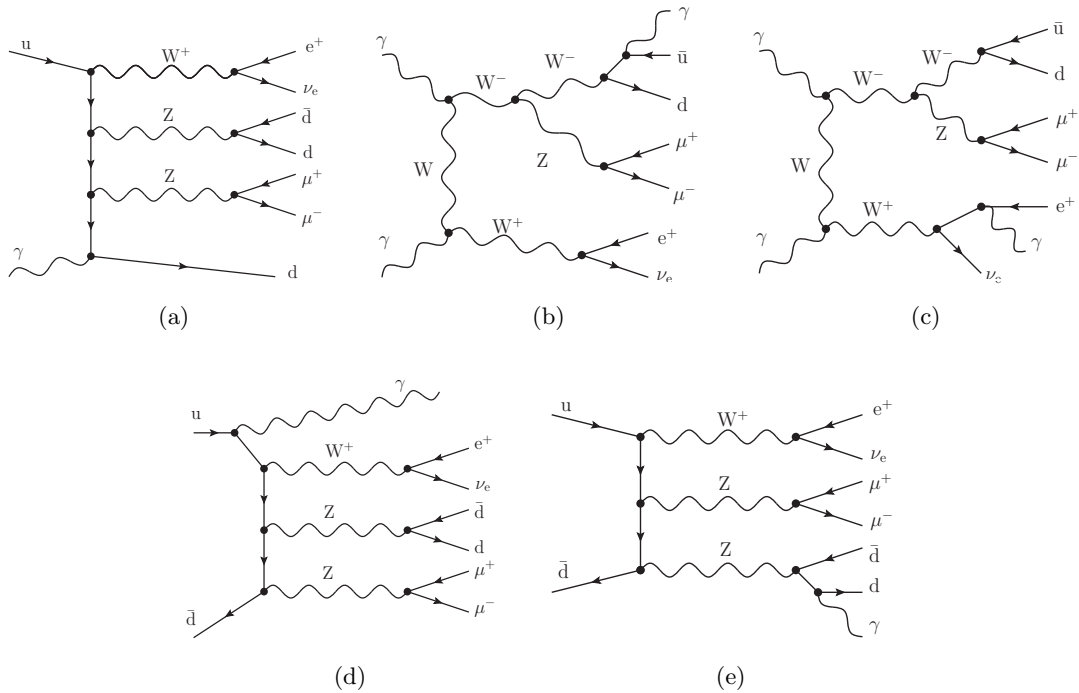 u W⁺ e⁺
νₑ
Z d̄
d
Z μ⁺
μ⁻
γ d
(a)
γ γ
W⁻ W⁻ ū
d
W Z μ⁺
μ⁻
γ W⁺ e⁺
νₑ
(b)
γ W⁻ W⁻ ū
d
Z μ⁺
μ⁻
W
γ W⁺ e⁺
γ
νₑ
(c)
u γ
W⁺ e⁺
νₑ
Z d̄
d
Z μ⁺
μ⁻
d̄
(d)
u W⁺ e⁺
νₑ
Z μ⁺
μ⁻
d̄ Z d̄
d
γ
(e)